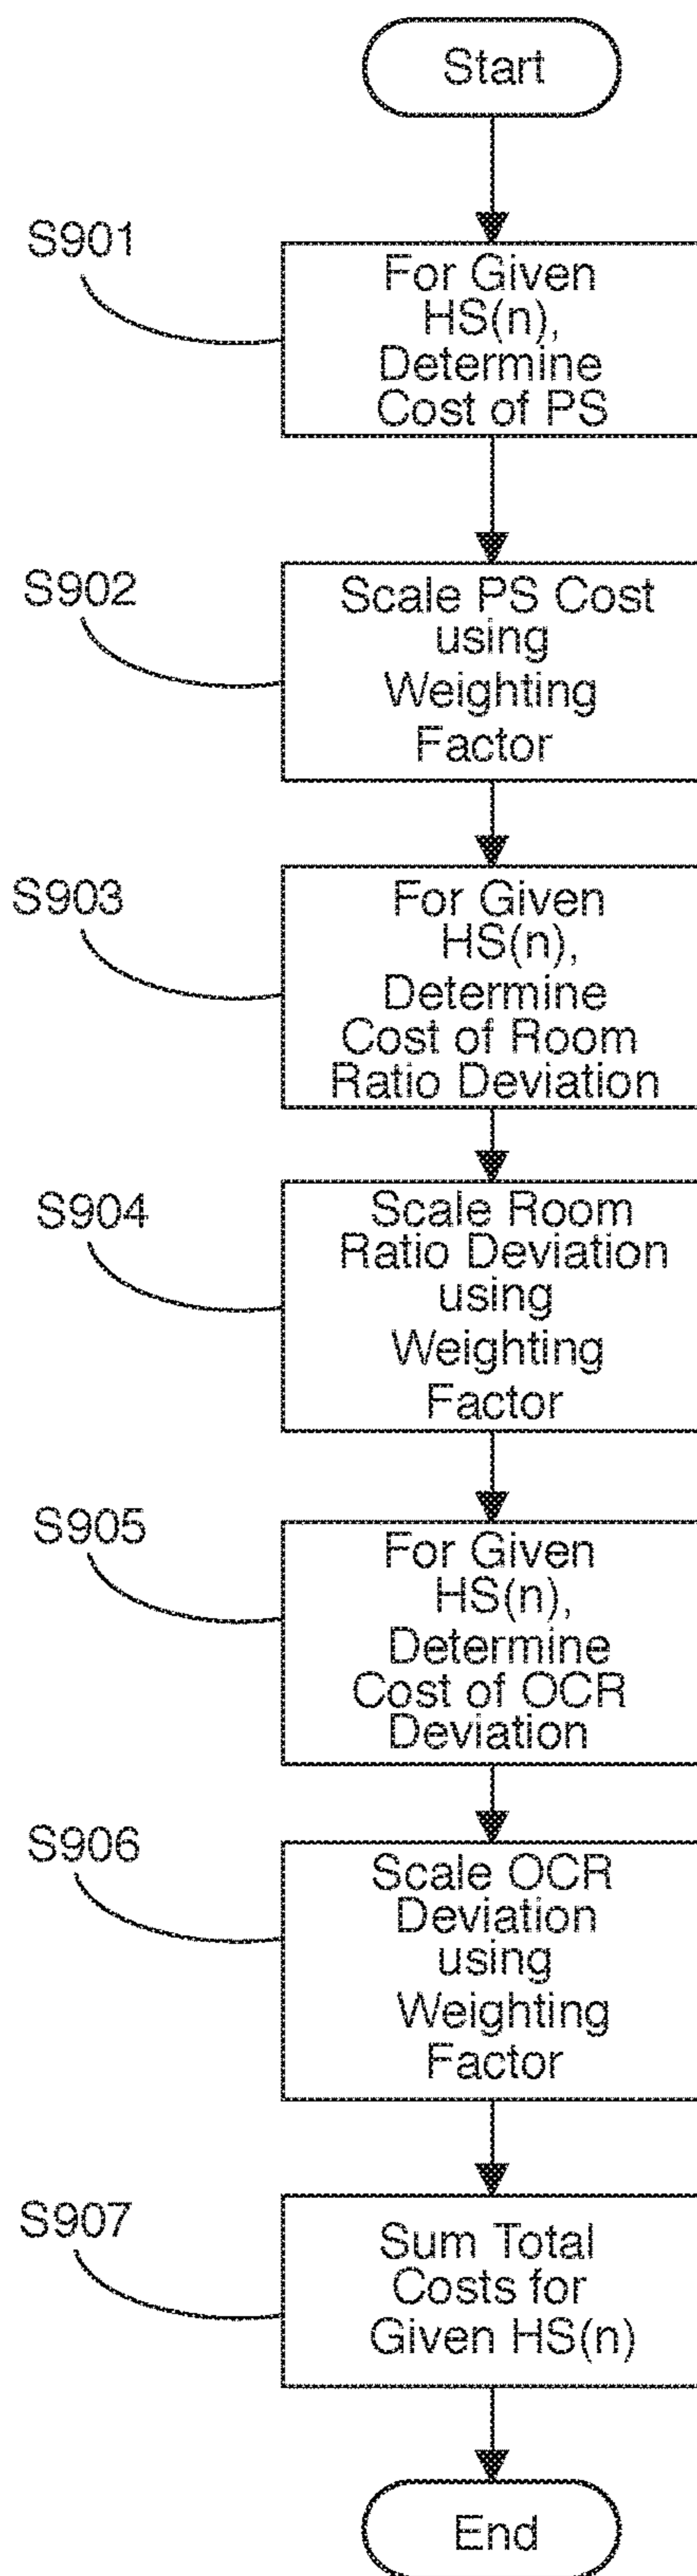 Start
S901
For Given
HS(n),
Determine
Cost of PS
S902
Scale PS Cost
using
Weighting
Factor
S903
For Given
HS(n),
Determine
Cost of Room
Ratio Deviation
S904
Scale Room
Ratio Deviation
using
Weighting
Factor
S905
For Given
HS(n),
Determine
Cost of OCR
Deviation
S906
Scale OCR
Deviation
using
Weighting
Factor
S907
Sum Total
Costs for
Given HS(n)
End